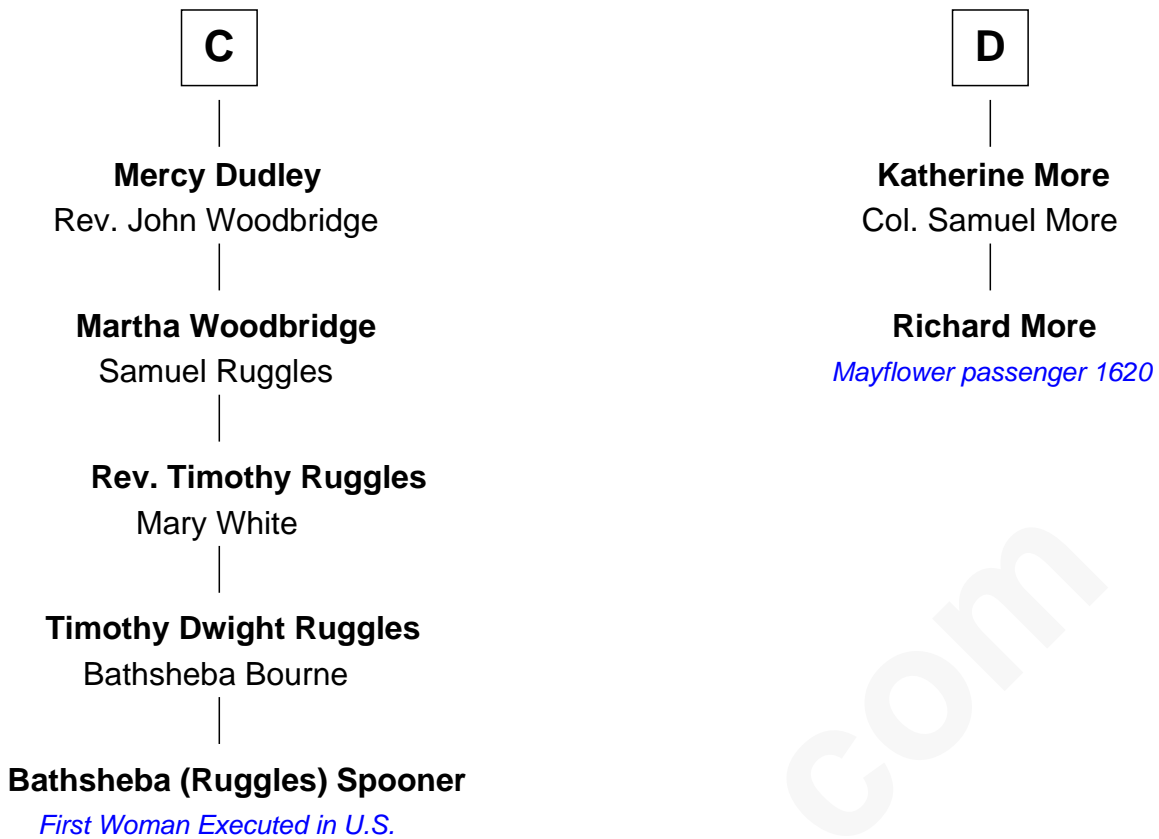 C
Mercy Dudley
Rev. John Woodbridge
Martha Woodbridge
Samuel Ruggles
Rev. Timothy Ruggles
Mary White
Timothy Dwight Ruggles
Bathsheba Bourne
Bathsheba (Ruggles) Spooner
First Woman Executed in U.S.
D
Katherine More
Col. Samuel More
Richard More
Mayflower passenger 1620
com